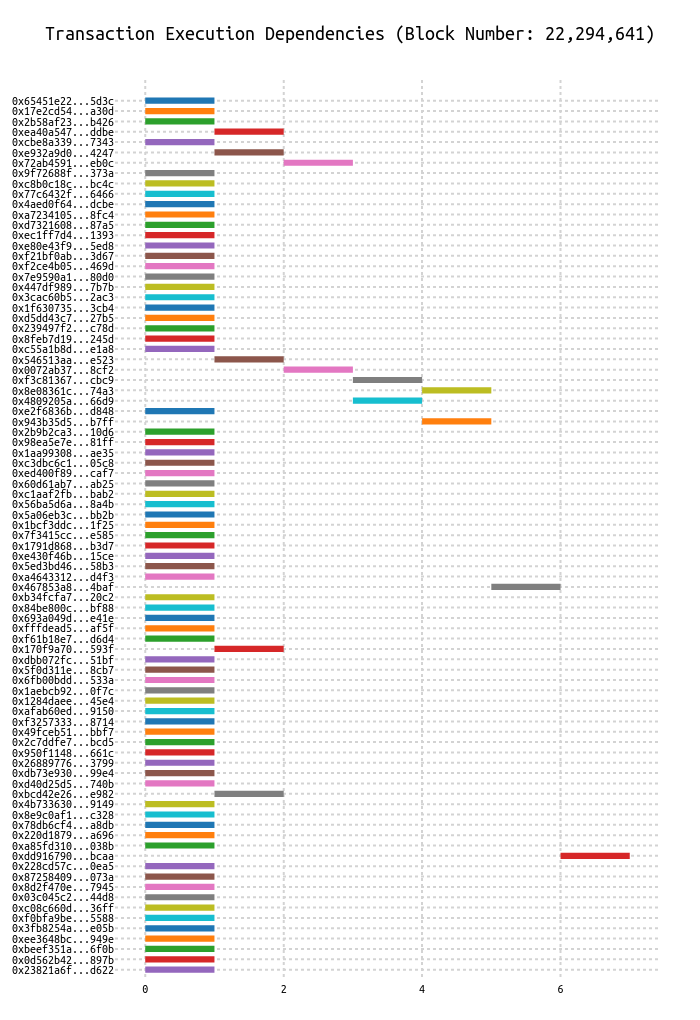 Transaction Execution Dependencies (Block Number: 22,294,641)
0x65451e22...5d3c
0x17e2cd54...a30d
0x2b58af23...b426
0xea40a547...ddbe
0xcbe8a339...7343
0xe932a9d0...4247
0x72ab4591...eb0c
0x9f72688f...373a
0xc8b0c18c...bc4c
0x77c6432f...6466
0x4aed0f64...dcbe
0xa7234105...8fc4
0xd7321608...87a5
0xec1ff7d4...1393
0xe80e43f9...5ed8
0xf21bf0ab...3d67
0xf2ce4b05...469d
0x7e9590a1...80d0
0x447df989...7b7b
0x3cac60b5...2ac3
0x1f630735...3cb4
0xd5dd43c7...27b5
0x239497f2...c78d
0x8feb7d19...245d
0xc55a1b8d...e1a8
0x546513aa...e523
0x0072ab37...8cf2
0xf3c81367...cbc9
0x8e08361c...74a3
0x4809205a...66d9
0xe2f6836b...d848
0x943b35d5...b7ff
0x2b9b2ca3...10d6
0x98ea5e7e...81ff
0x1aa99308...ae35
0xc3dbc6c1...05c8
0xed400f89...caf7
0x60d61ab7...ab25
0xc1aaf2fb...bab2
0x56ba5d6a...8a4b
0x5a06eb3c...bb2b
0x1bcf3ddc...1f25
0x7f3415cc...e585
0x1791d868...b3d7
0xe430f46b...15ce
0x5ed3bd46...58b3
0xa4643312...d4f3
0x467853a8...4baf
0xb34fcfa7...20c2
0x84be800c...bf88
0x693a049d...e41e
0xfffdead5...af5f
0xf61b18e7...d6d4
0x170f9a70...593f
0xdbb072fc...51bf
0x5f0d311e...8cb7
0x6fb00bdd...533a
0x1aebcb92...0f7c
0x1284daee...45e4
0xafab60ed...9150
0xf3257333...8714
0x49fceb51...bbf7
0x2c7ddfe7...bcd5
0x950f1148...661c
0x26889776...3799
0xdb73e930...99e4
0xd40d25d5...740b
0xbcd42e26...e982
0x4b733630...9149
0x8e9c0af1...c328
0x78db6cf4...a8db
0x220d1879...a696
0xa85fd310...038b
0xdd916790...bcaa
0x228cd57c...0ea5
0x87258409...073a
0x8d2f470e...7945
0x03c045c2...44d8
0xc08c660d...36ff
0xf0bfa9be...5588
0x3fb8254a...e05b
0xee3648bc...949e
0xbeef351a...6f0b
0x0d562b42...897b
0x23821a6f...d622
0 2 4 6